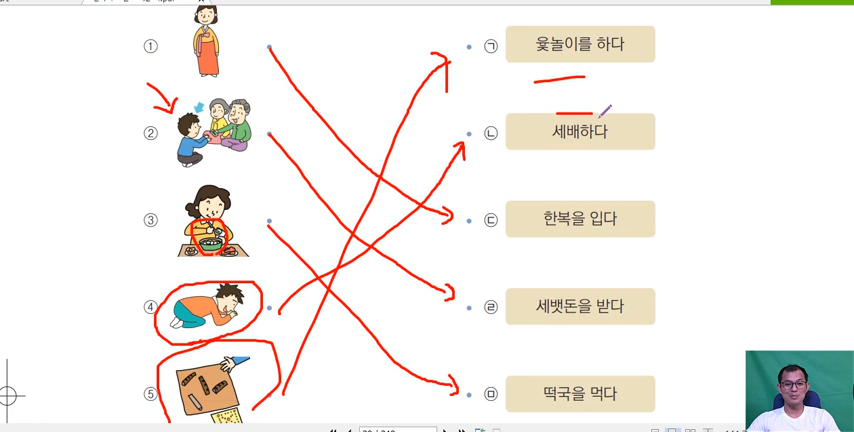 ① ㉠ 윷놀이를 하다
② ㉡ 세배하다
③ ㉢ 한복을 입다
④ ㉣ 세뱃돈을 받다
⑤ ㉤ 떡국을 먹다